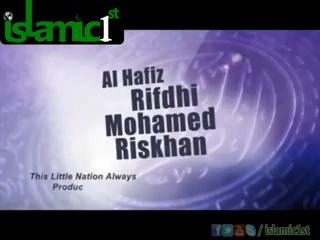 islamic1st
Al Hafiz
Rifdhi
Mohamed
Riskhan
This Little Nation Always
Produc
/ islamic1st